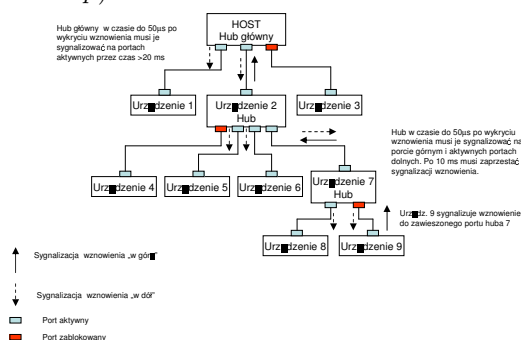 Hub główny w czasie do 50µs po
wykryciu wznowienia musi je
sygnalizować na portach
aktywnych przez czas >20 ms
HOST
Hub główny
Urządzenie 1
Urządzenie 2
Hub
Urządzenie 3
Hub w czasie do 50µs po wykryciu
wznowienia musi je sygnalizować na
porcie górnym i aktywnych portach
dolnych. Po 10 ms musi zaprzestać
sygnalizacji wznowienia.
Urządzenie 4
Urządzenie 5
Urządzenie 6
Urządzenie 7
Hub
Urządz. 9 sygnalizuje wznowienie
do zawieszonego portu huba 7
Urządzenie 8
Urządzenie 9
Sygnalizacja wznowienia „w górę”
Sygnalizacja wznowienia „w dół”
Port aktywny
Port zablokowany